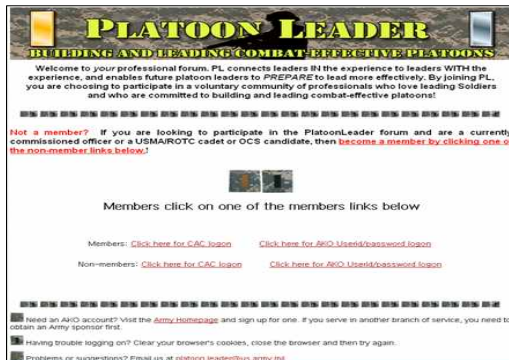 PLATOON LEADER
BUILDING AND LEADING COMBAT-EFFECTIVE PLATOONS
Welcome to your professional forum. PL connects leaders IN the experience to leaders WITH the
experience, and enables future platoon leaders to PREPARE to lead more effectively. By joining PL,
you are choosing to participate in a voluntary community of professionals who love leading Soldiers
and who are committed to building and leading combat-effective platoons!
Not a member? If you are looking to participate in the PlatoonLeader forum and are a currently
commissioned officer or a USMA/ROTC cadet or OCS candidate, then become a member by clicking one o
the non-member links below.!
Members click on one of the members links below
Members: Click here for CAC logon Click here for AKO Userid/password logon
Non-members: Click here for CAC logon Click here for AKO Userid/password logon
Need an AKO account? Visit the Army Homepage and sign up for one. If you serve in another branch of service, you need to
obtain an Army sponsor first.
Having trouble logging on? Clear your browser's cookies, close the browser and then try again.
Problems or suggestions? Email us at platoon.leader@us.army.mil